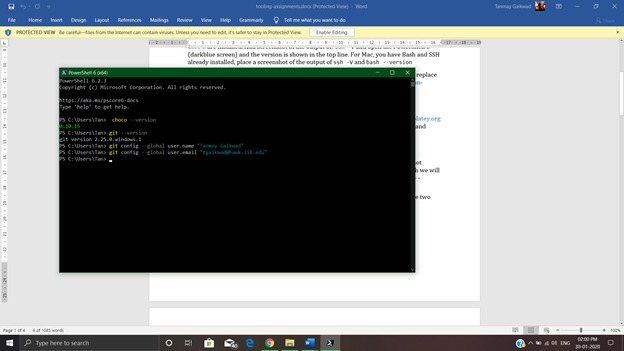 tooling-assignments.docx (Protected View) - Word
Tanmay Gaikwad
File Home Insert Design Layout References Mailings Review View Help Grammarly Tell me what you want to do Share
PROTECTED VIEW Be careful—files from the Internet can contain viruses. Unless you need to edit, it's safer to stay in Protected View. Enable Editing
(darkblue screen) and the version is shown in the top line. For Mac, you have Bash and SSH
already installed, place a screenshot of the output of ssh -V and bash --version
replace
PowerShell 6 (x64)
PowerShell 6.2.3
Copyright (c) Microsoft Corporation. All rights reserved.
https://aka.ms/pscore6-docs
Type 'help' to get help.
PS C:\Users\Tan> choco --version
0.10.15
PS C:\Users\Tan> git --version
git version 2.25.0.windows.1
PS C:\Users\Tan> git config --global user.name "Tanmay Gaikwad"
PS C:\Users\Tan> git config --global user.email "tgaikwad@hawk.iit.edu"
PS C:\Users\Tan>
latey.org
and
not
h we will
e two
Page 1 of 4 6 of 1083 words
100%
Type here to search
ENG
02:00 PM
30-01-2020